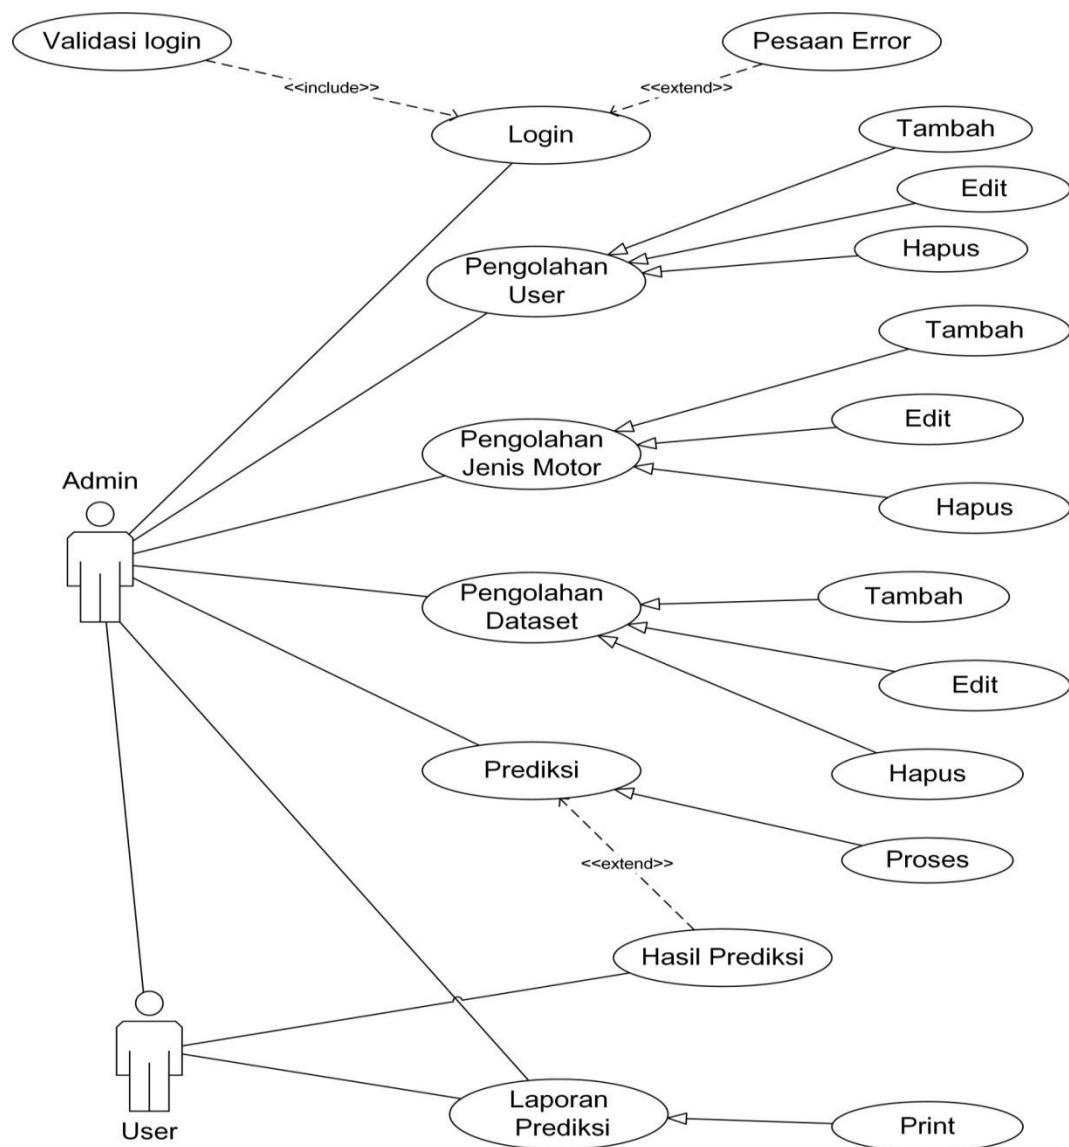 Validasi login
Pesaan Error
<<include>>
<<extend>>
Login
Tambah
Edit
Hapus
Pengolahan
User
Tambah
Edit
Pengolahan
Jenis Motor
Hapus
Admin
Pengolahan
Dataset
Tambah
Edit
Prediksi
Hapus
<<extend>>
Proses
Hasil Prediksi
Laporan
Prediksi
Print
User